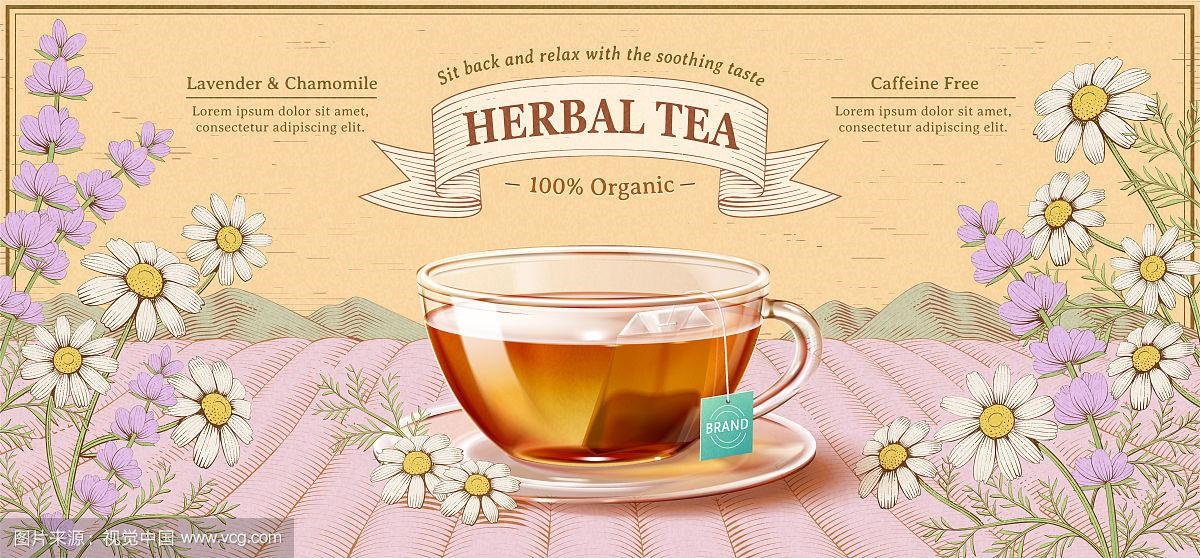 Sit back and relax with the soothing taste
HERBAL TEA
100% Organic
Lavender & Chamomile
Lorem ipsum dolor sit amet,
consectetur adipiscing elit.
Caffeine Free
Lorem ipsum dolor sit amet,
consectetur adipiscing elit.
BRAND
图片来源：视觉中国 www.vcg.com